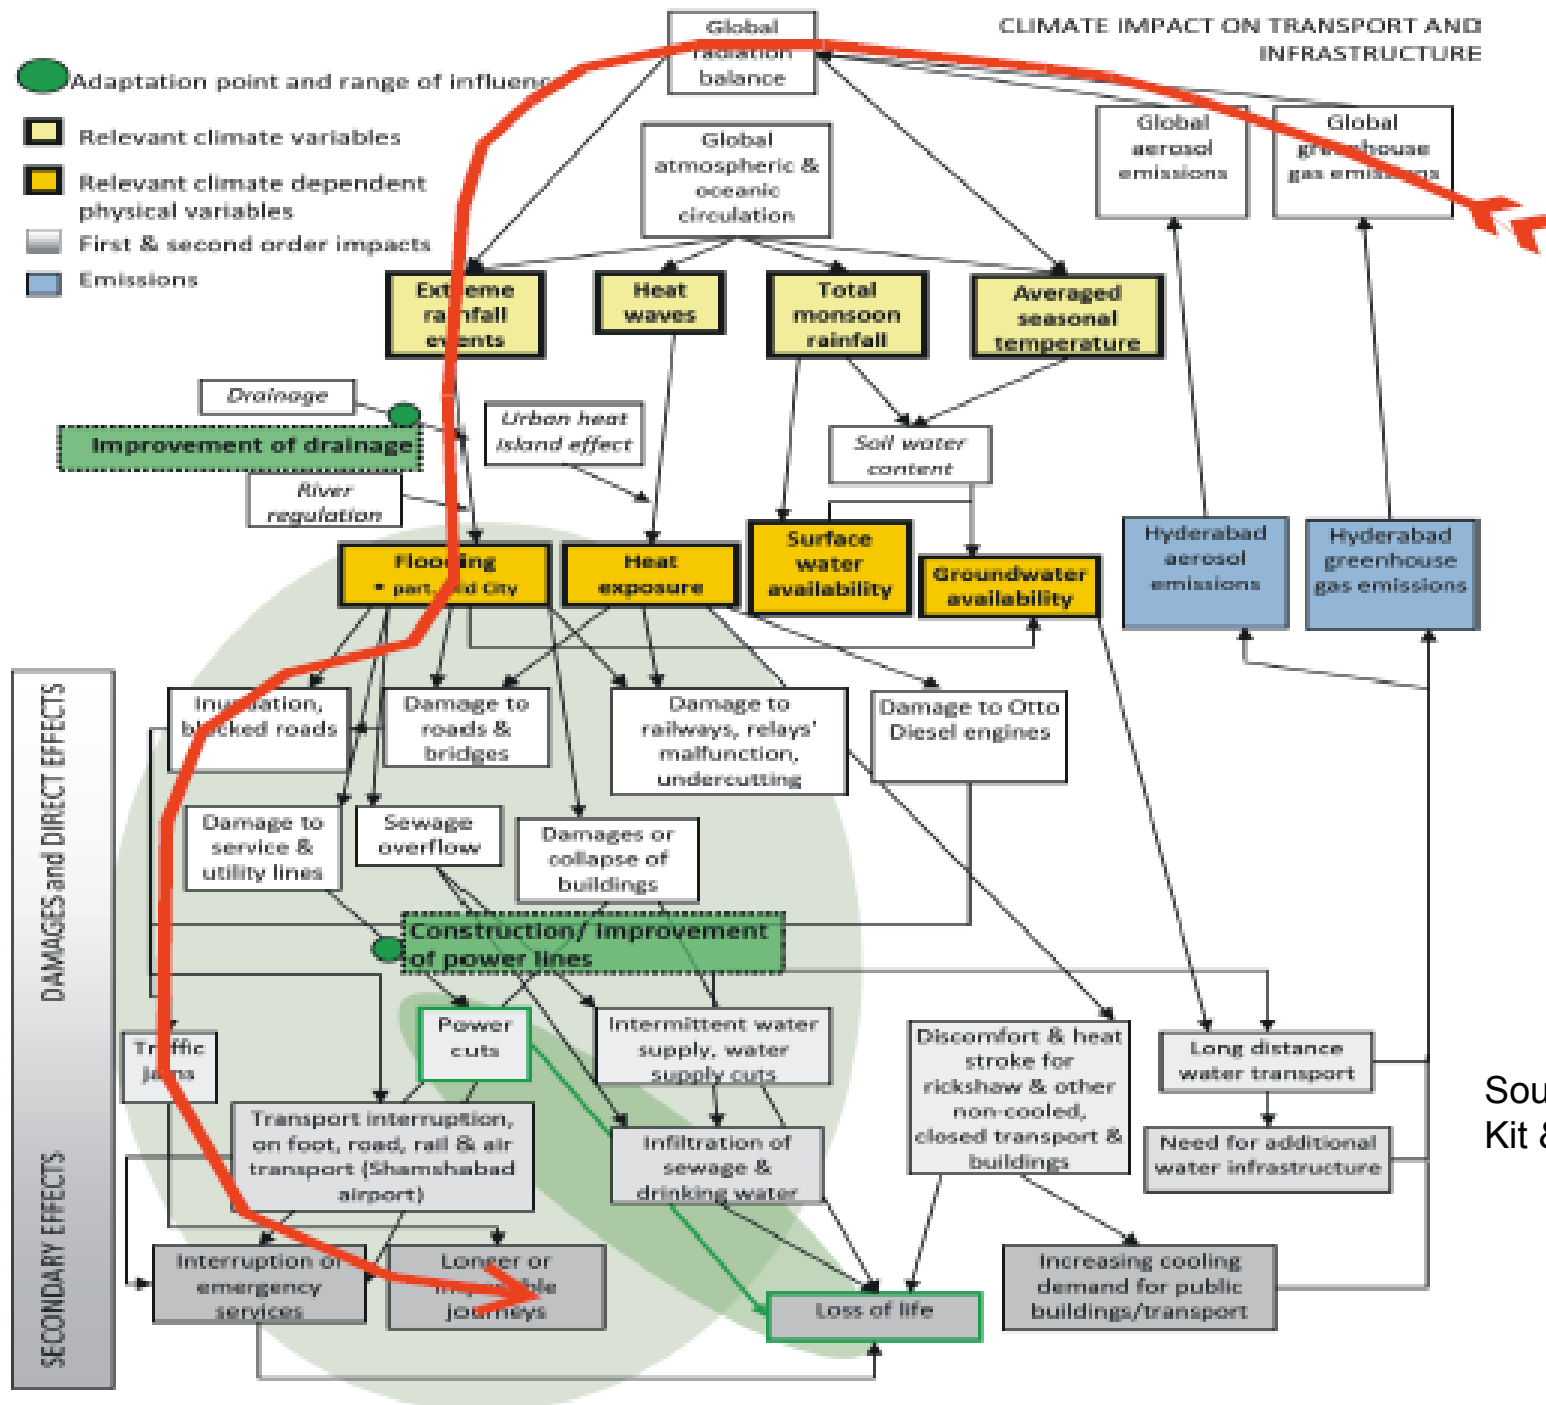 Global
radiation
balance
CLIMATE IMPACT ON TRANSPORT AND
INFRASTRUCTURE
Adaptation point and range of influenc
Relevant climate variables
Relevant climate dependent
physical variables
First & second order impacts
Emissions
Global
atmospheric &
oceanic
circulation
Global
aerosol
emissions
Global
greenhouse
gas emissions
Extreme
rainfall
events
Heat
waves
Total
monsoon
rainfall
Averaged
seasonal
temperature
Drainage
Improvement of drainage
River
regulation
Urban heat
island effect
Soil water
content
Flooding
• part. Old City
Heat
exposure
Surface
water
availability
Groundwater
availability
Hyderabad
aerosol
emissions
Hyderabad
greenhouse
gas emissions
DAMAGES and DIRECT EFFECTS
Inundation,
blocked roads
Damage to
roads &
bridges
Damage to
railways, relays'
malfunction,
undercutting
Damage to Otto
Diesel engines
Damage to
service &
utility lines
Sewage
overflow
Damages or
collapse of
buildings
Construction/ improvement
of power lines
SECONDARY EFFECTS
Traffic
jams
Power
cuts
Intermittent water
supply, water
supply cuts
Discomfort & heat
stroke for
rickshaw & other
non-cooled,
closed transport &
buildings
Long distance
water transport
Transport interruption,
on foot, road, rail & air
transport (Shamshabad
airport)
Infiltration of
sewage &
drinking water
Need for additional
water infrastructure
Interruption of
emergency
services
Longer or
impossible
journeys
Loss of life
Increasing cooling
demand for public
buildings/transport
Sou
Kit &